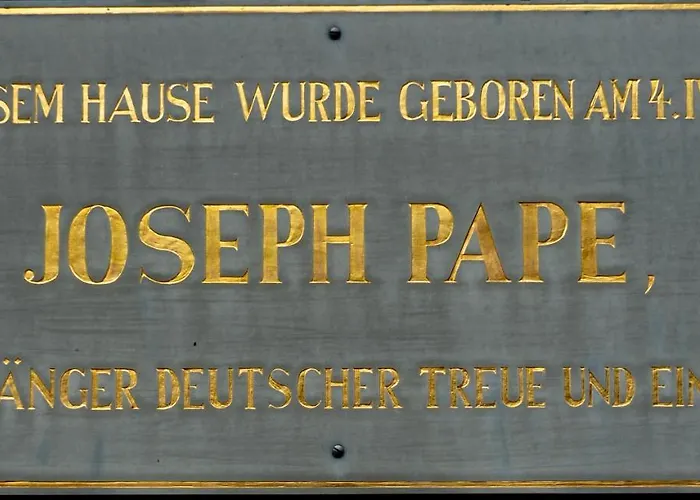 SEM HAUSE WURDE GEBOREN AM 4. I
JOSEPH PAPE,
ÄNGER DEUTSCHER TREUE UND EIN